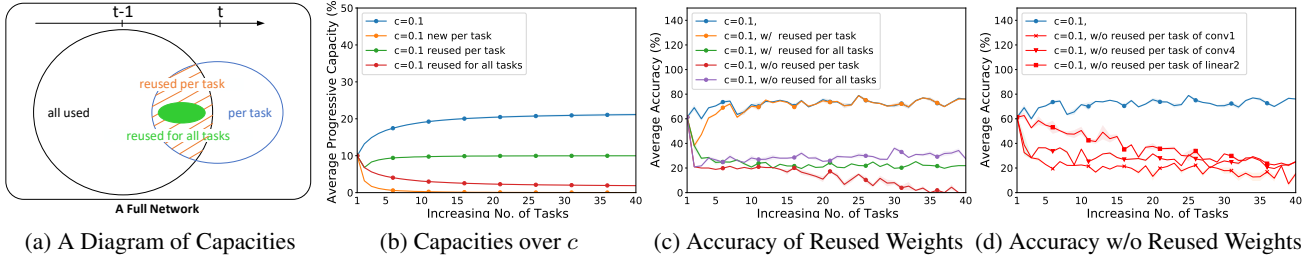 t-1
t
reused per task
all used
per task
reused for all tasks
A Full Network
(a) A Diagram of Capacities
Average Progressive Capacity (%)
50
40
30
20
10
0
c=0.1
c=0.1 new per task
c=0.1 reused per task
c=0.1 reused for all tasks
1 5 10 15 20 25 30 35 40
Increasing No. of Tasks
(b) Capacities over c
Average Accuracy (%)
140
120
100
80
60
40
20
0
c=0.1,
c=0.1, w/ reused per task
c=0.1, w/ reused for all tasks
c=0.1, w/o reused per task
c=0.1, w/o reused for all tasks
1 5 10 15 20 25 30 35 40
Increasing No. of Tasks
(c) Accuracy of Reused Weights
Average Accuracy (%)
140
120
100
80
60
40
20
0
c=0.1,
c=0.1, w/o reused per task of conv1
c=0.1, w/o reused per task of conv4
c=0.1, w/o reused per task of linear2
1 5 10 15 20 25 30 35 40
Increasing No. of Tasks
(d) Accuracy w/o Reused Weights